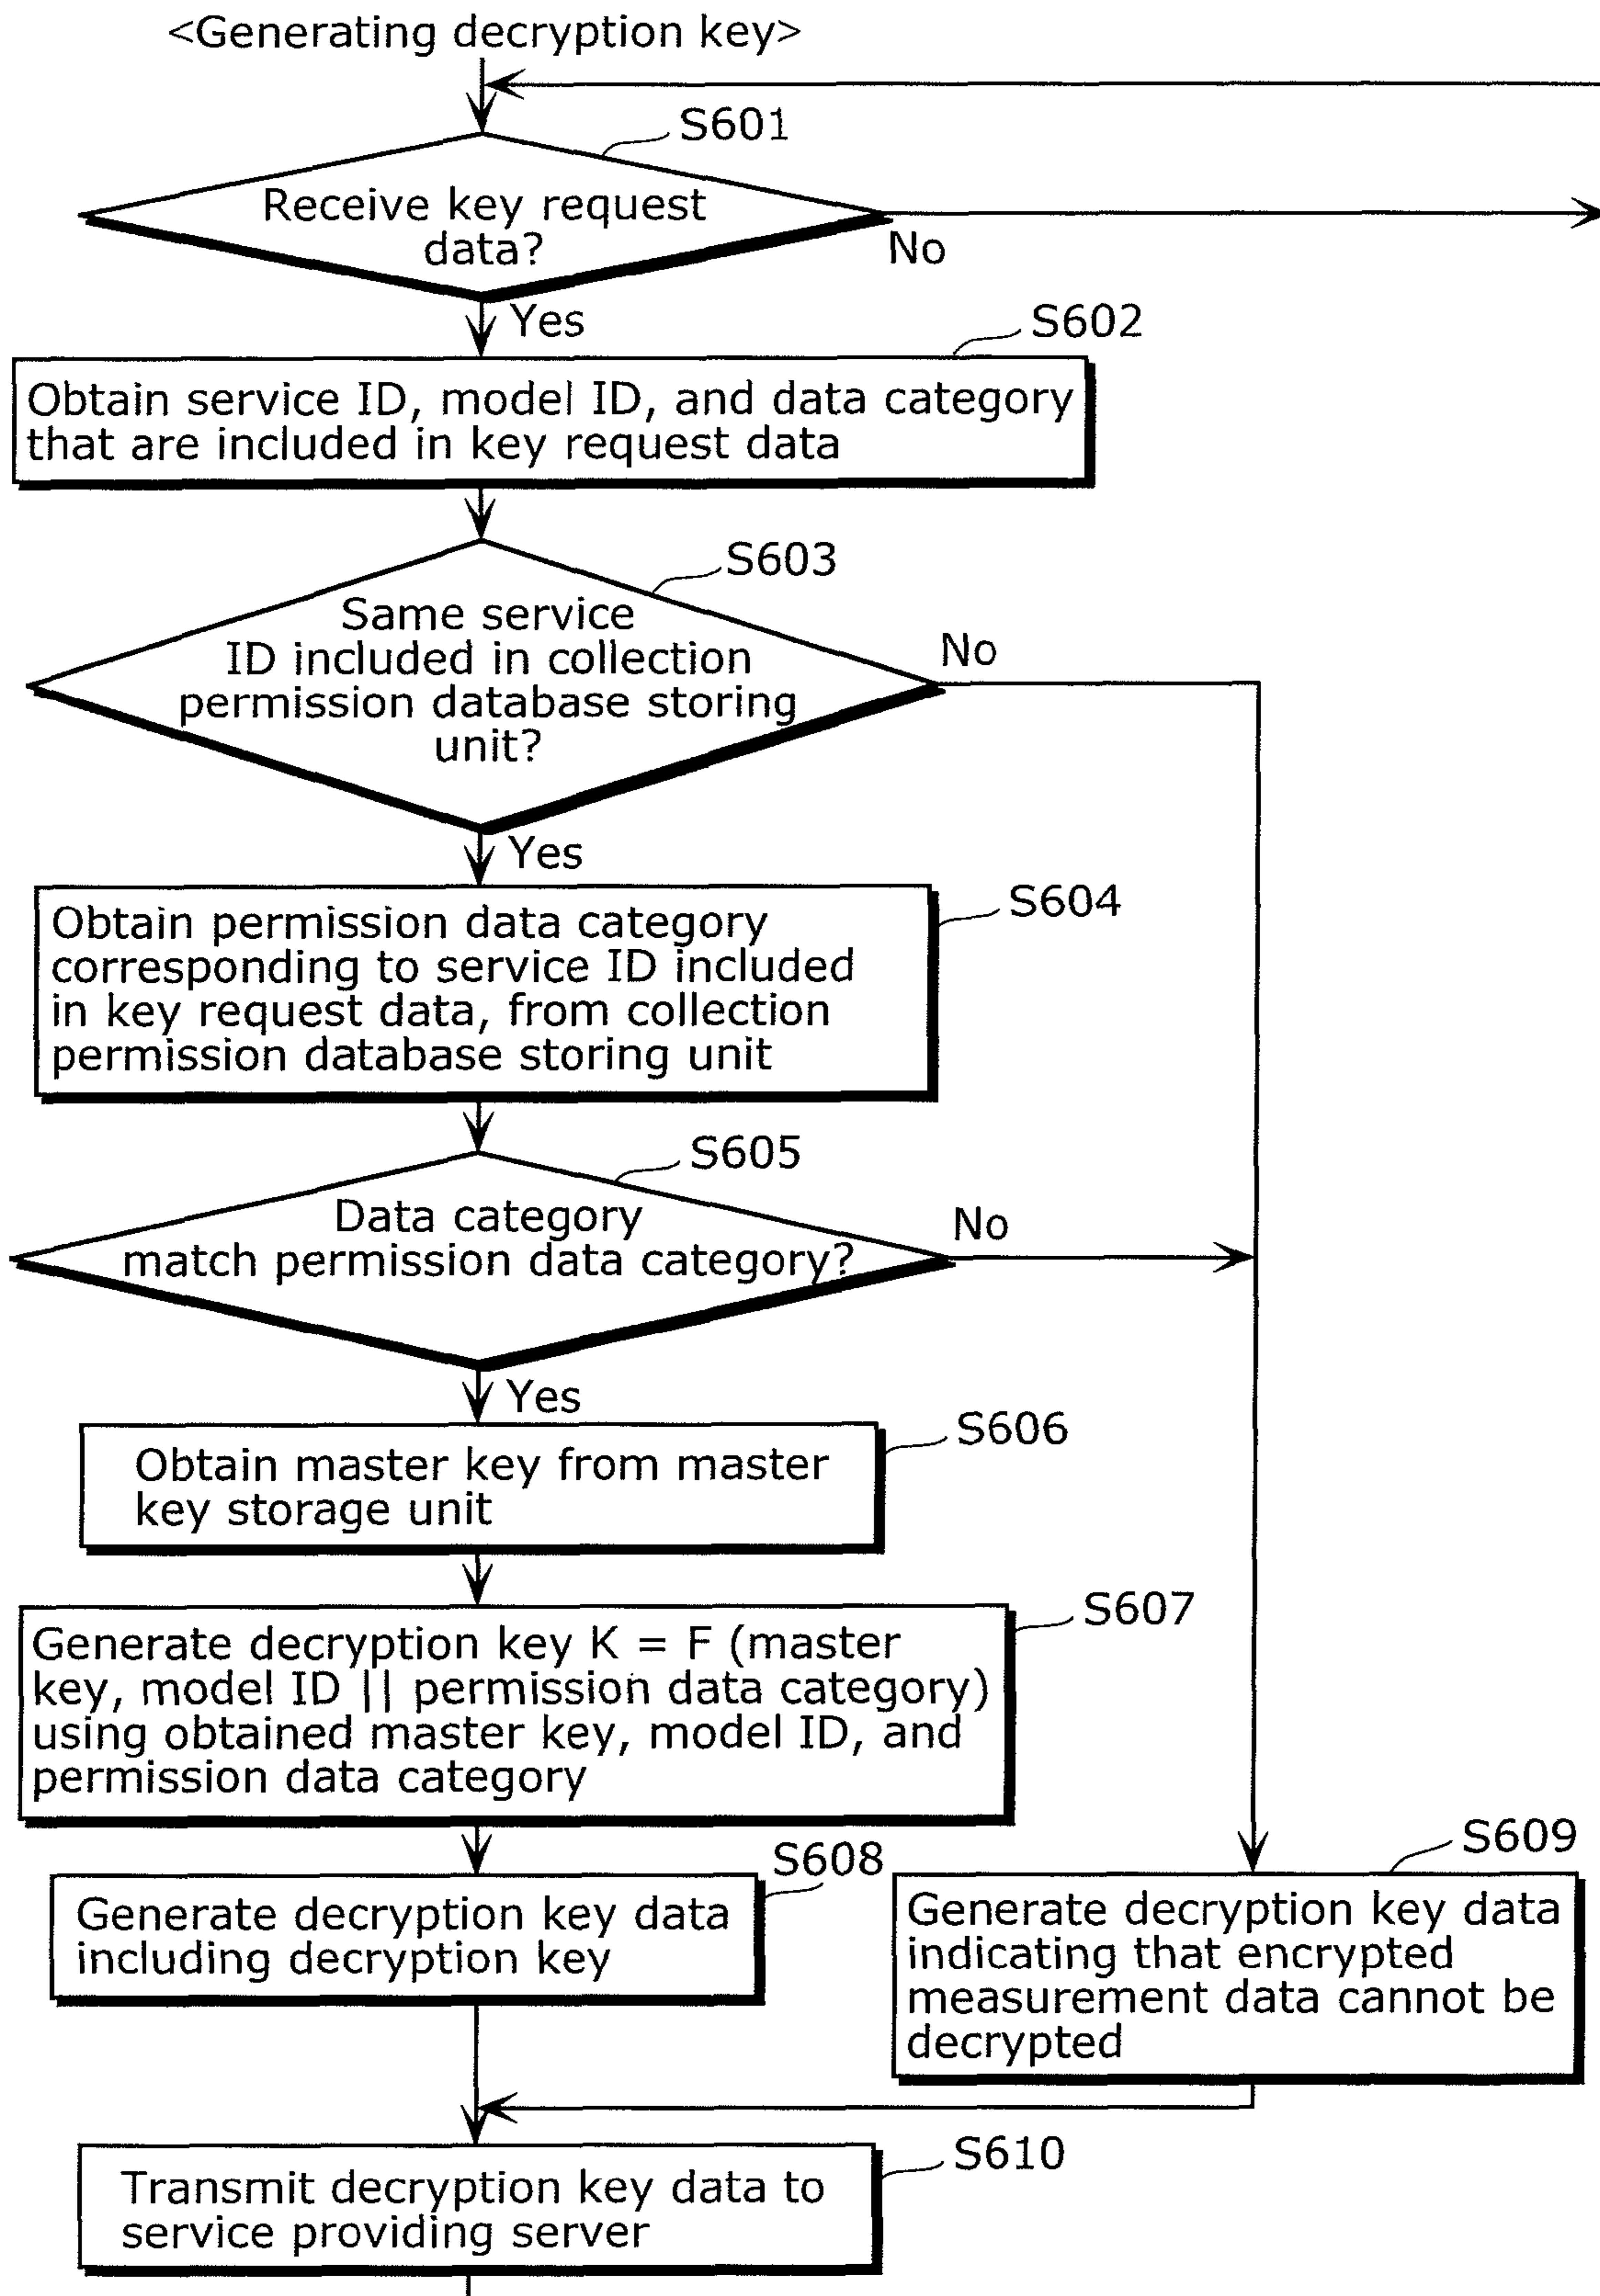 <Generating decryption key>
S601
Receive key request
data?
No
Yes
S602
Obtain service ID, model ID, and data category
that are included in key request data
S603
Same service
ID included in collection
permission database storing
unit?
No
Yes
S604
Obtain permission data category
corresponding to service ID included
in key request data, from collection
permission database storing unit
S605
Data category
match permission data category?
No
Yes
S606
Obtain master key from master
key storage unit
S607
Generate decryption key K = F (master
key, model ID || permission data category)
using obtained master key, model ID, and
permission data category
S608
Generate decryption key data
including decryption key
S609
Generate decryption key data
indicating that encrypted
measurement data cannot be
decrypted
S610
Transmit decryption key data to
service providing server